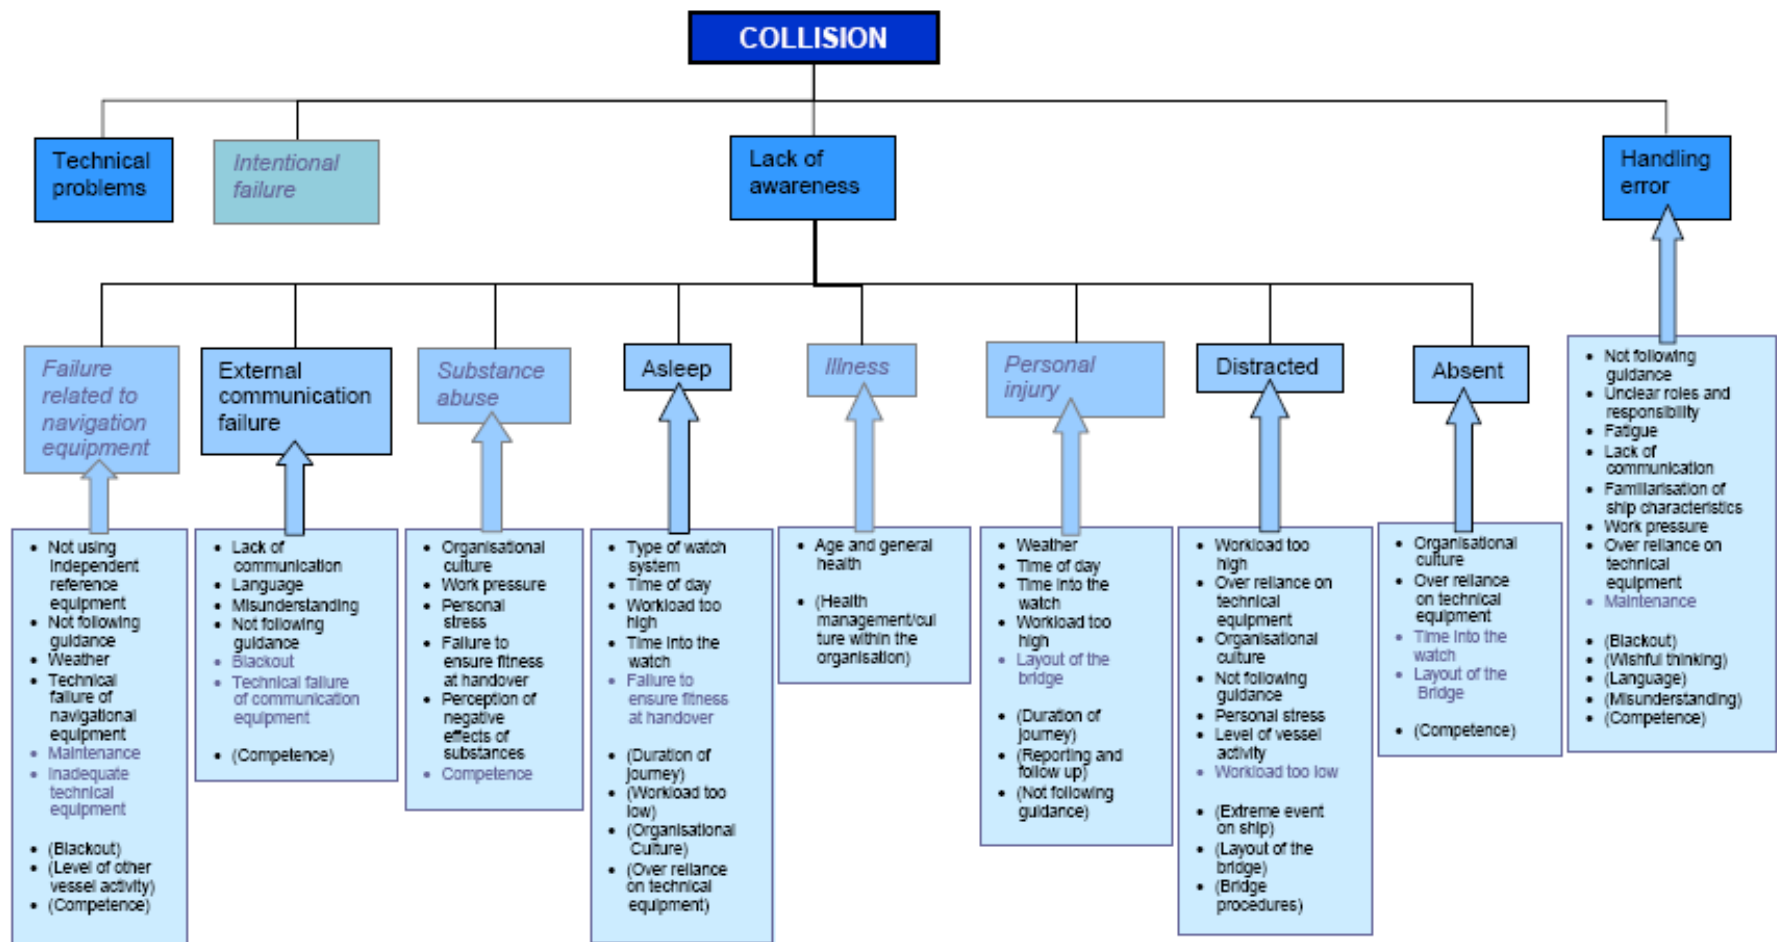 COLLISION
Technical
problems
Intentional
failure
Lack of
awareness
Handling
error
Failure
related to
navigation
equipment
External
communication
failure
Substance
abuse
Asleep
Illness
Personal
injury
Distracted
Absent
• Not using
independent
reference
equipment
• Not following
guidance
• Weather
• Technical
failure of
navigational
equipment
• Maintenance
• Inadequate
technical
equipment
• (Blackout)
• (Level of other
vessel activity)
• (Competence)
• Lack of
communication
• Language
• Misunderstanding
• Not following
guidance
• Blackout
• Technical failure
of communication
equipment
• (Competence)
• Organisational
culture
• Work pressure
• Personal
stress
• Failure to
ensure fitness
at handover
• Perception of
negative
effects of
substances
• Competence
• Type of watch
system
• Time of day
• Workload too
high
• Time into the
watch
• Failure to
ensure fitness
at handover
• (Duration of
journey)
• (Workload too
low)
• (Organisational
Culture)
• (Over reliance
on technical
equipment)
• Age and general
health
• (Health
management/cul
ture within the
organisation)
• Weather
• Time of day
• Time into the
watch
• Workload too
high
• Layout of the
bridge
• (Duration of
journey)
• (Reporting and
follow up)
• (Not following
guidance)
• Workload too
high
• Over reliance on
technical
equipment
• Organisational
culture
• Not following
guidance
• Personal stress
• Level of vessel
activity
• Workload too low
• (Extreme event
on ship)
• (Layout of the
bridge)
• (Bridge
procedures)
• Organisational
culture
• Over reliance
on technical
equipment
• Time into the
watch
• Layout of the
Bridge
• (Competence)
• Not following
guidance
• Unclear roles and
responsibility
• Fatigue
• Lack of
communication
• Familiarisation of
ship characteristics
• Work pressure
• Over reliance on
technical
equipment
• Maintenance
• (Blackout)
• (Wishful thinking)
• (Language)
• (Misunderstanding)
• (Competence)